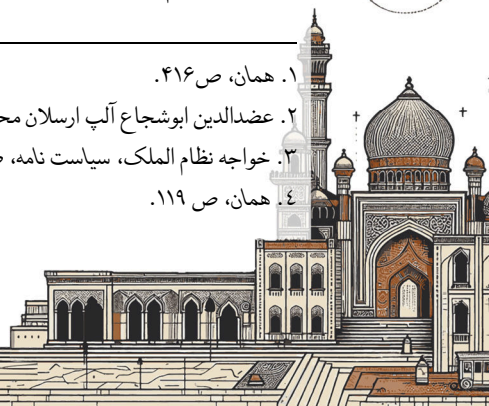 ۱. همان، ص۴۱۶.
۲. عضدالدین ابوشجاع آلپ ارسلان
۳. خواجه نظام الملک، سیاست نامه،
٤. همان، ص ۱۱۹.